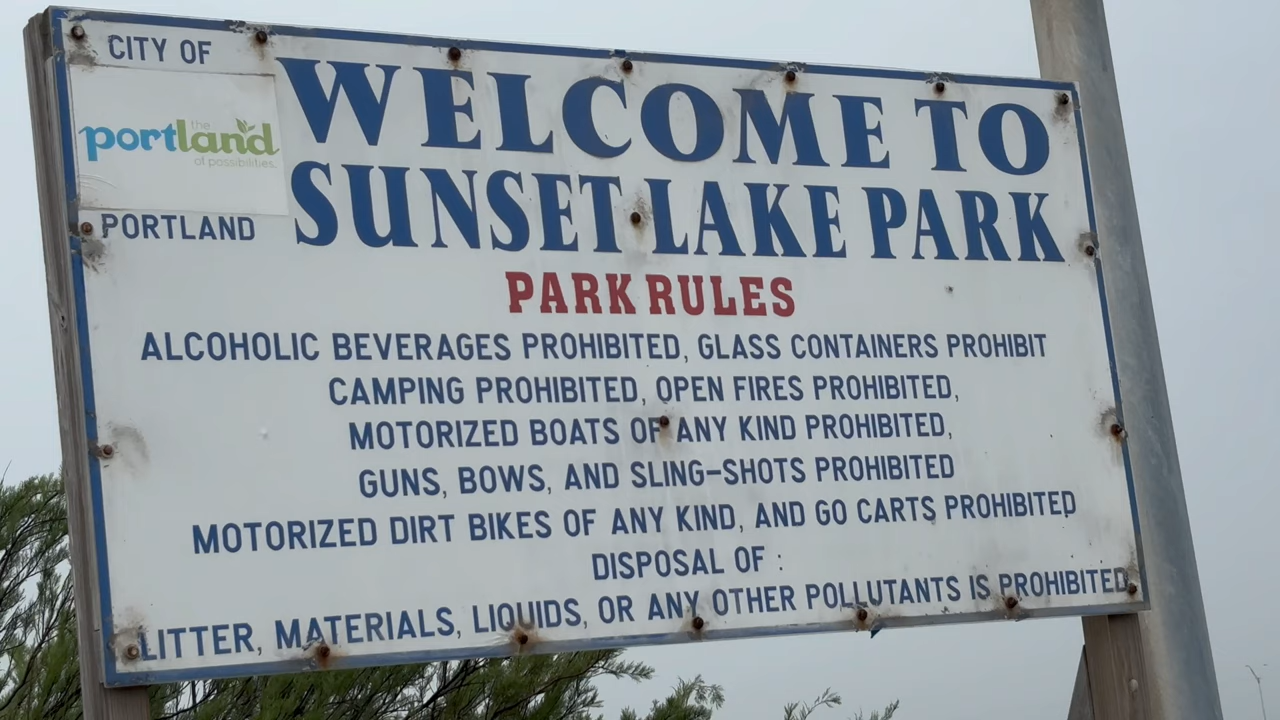 CITY OF
the
portland
of possibilities.
PORTLAND
WELCOME TO
SUNSET LAKE PARK
PARK RULES
ALCOHOLIC BEVERAGES PROHIBITED, GLASS CONTAINERS PROHIBIT
CAMPING PROHIBITED, OPEN FIRES PROHIBITED,
MOTORIZED BOATS OF ANY KIND PROHIBITED,
GUNS, BOWS, AND SLING-SHOTS PROHIBITED
MOTORIZED DIRT BIKES OF ANY KIND, AND GO CARTS PROHIBITED
DISPOSAL OF :
LITTER, MATERIALS, LIQUIDS, OR ANY OTHER POLLUTANTS IS PROHIBITED